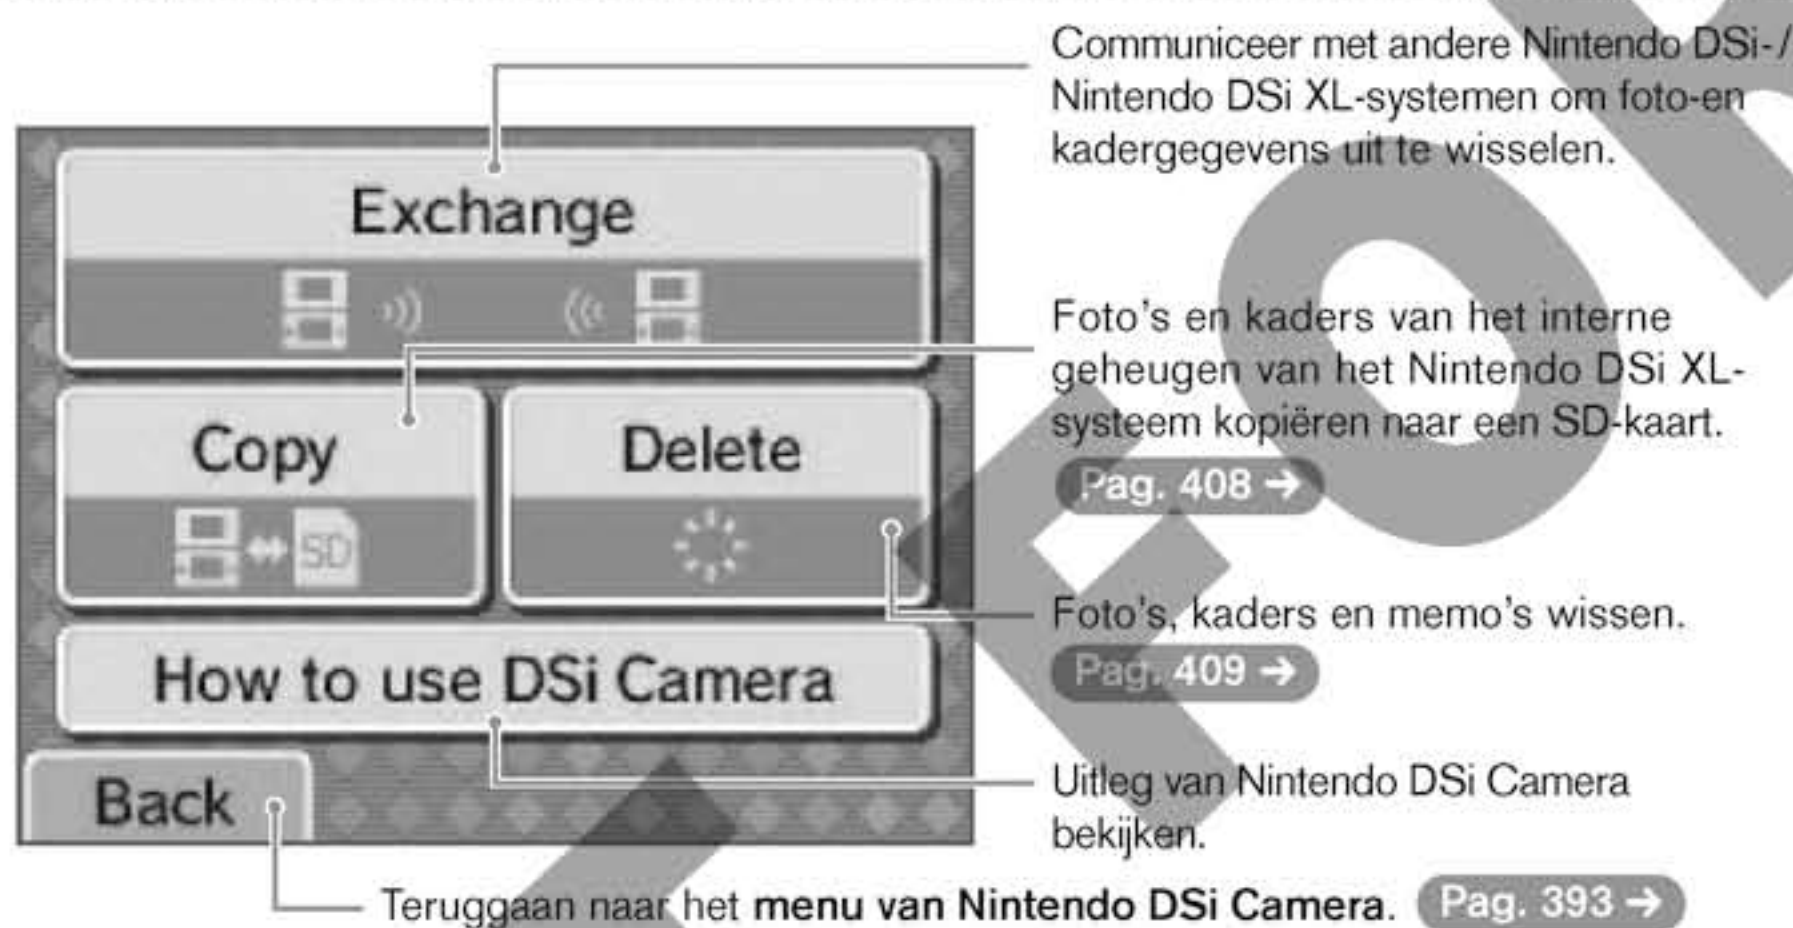 Communiceer met andere Nintendo DSi-/
Nintendo DSi XL-systemen om foto-en
kadergegevens uit te wisselen.
Exchange
Foto's en kaders van het interne
geheugen van het Nintendo DSi XL-
systeem kopiëren naar een SD-kaart.
Pag. 408 →
Copy
Delete
SD
Foto's, kaders en memo's wissen.
Pag. 409 →
How to use DSi Camera
Uitleg van Nintendo DSi Camera
bekijken.
Back
Teruggaan naar het menu van Nintendo DSi Camera. Pag. 393 →